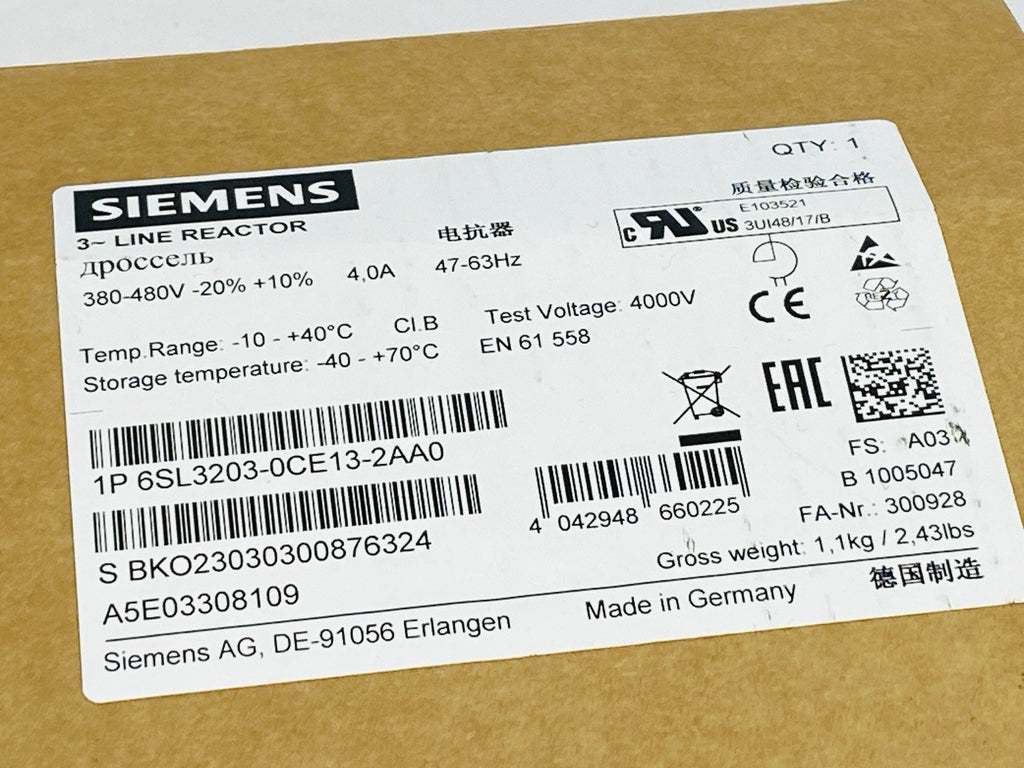 QTY: 1
SIEMENS
质量检验合格
3~ LINE REACTOR
电抗器
дроссель
380-480V -20% +10% 4,0A 47-63Hz
c RU ® US E103521
3UI48/17/B
CE
Temp.Range: -10 - +40°C Cl.B Test Voltage: 4000V
Storage temperature: -40 - +70°C EN 61 558
EAC
1P 6SL3203-0CE13-2AA0
FS: A03
B 1005047
4 042948 660225
FA-Nr.: 300928
S BKO23030300876324
Gross weight: 1,1kg / 2,43lbs
A5E03308109
Siemens AG, DE-91056 Erlangen Made in Germany 德国制造